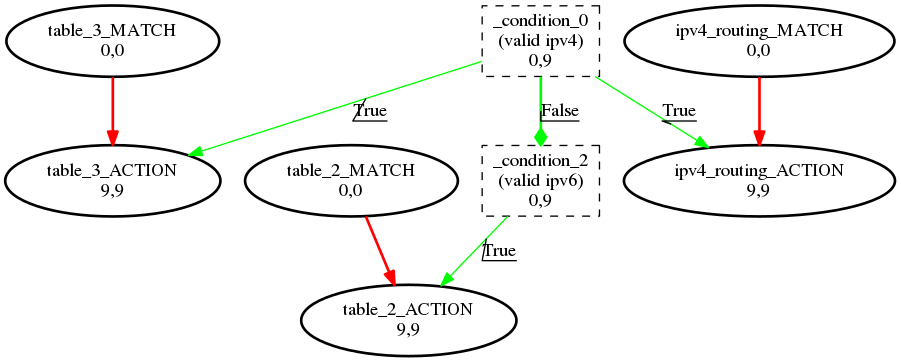 table_3_MATCH
0,0
_condition_0
(valid ipv4)
0,9
ipv4_routing_MATCH
0,0
True
False
True
table_3_ACTION
9,9
table_2_MATCH
0,0
_condition_2
(valid ipv6)
0,9
ipv4_routing_ACTION
9,9
True
table_2_ACTION
9,9